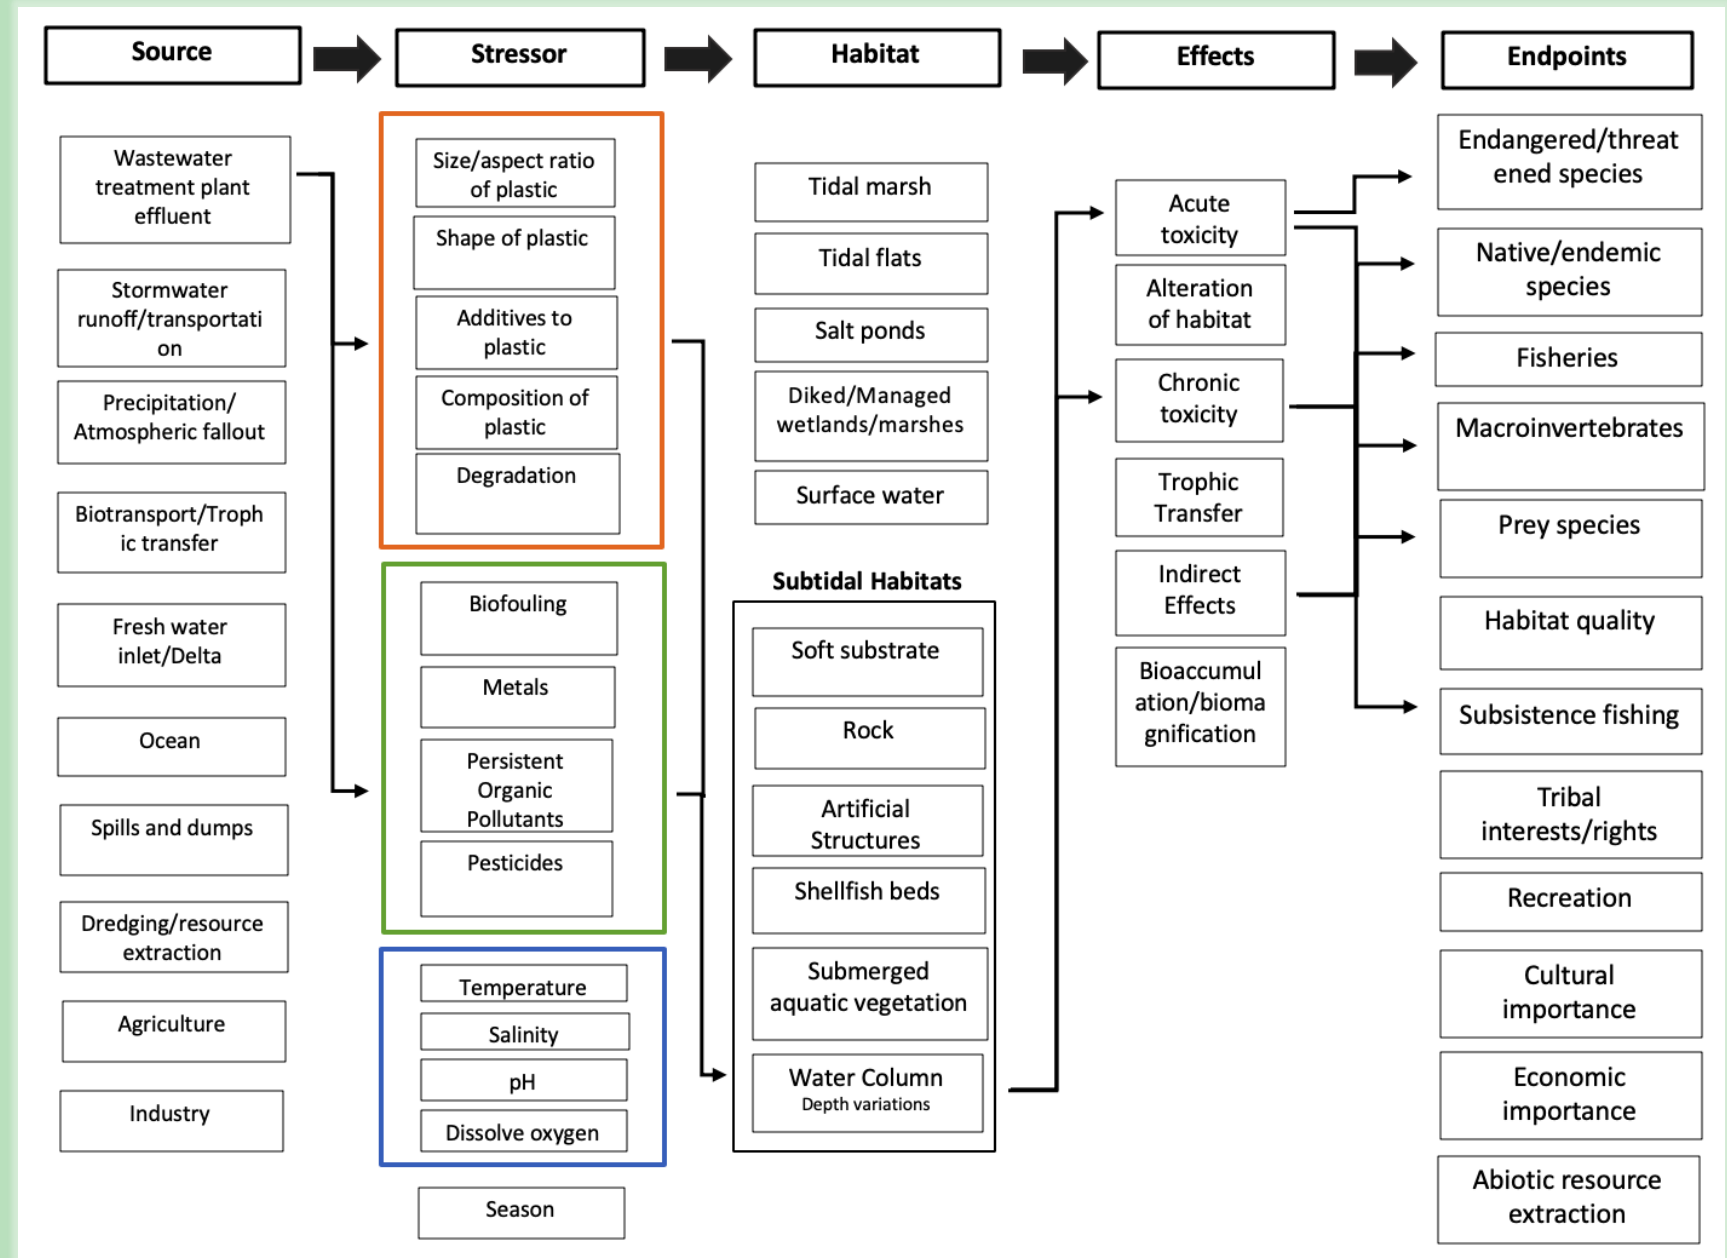 Source
Stressor
Habitat
Effects
Endpoints
Wastewater
treatment plant
effluent
Stormwater
runoff/transportati
on
Precipitation/
Atmospheric fallout
Biotransport/Troph
ic transfer
Fresh water
inlet/Delta
Ocean
Spills and dumps
Dredging/resource
extraction
Agriculture
Industry
Size/aspect ratio
of plastic
Shape of plastic
Additives to
plastic
Composition of
plastic
Degradation
Biofouling
Metals
Persistent
Organic
Pollutants
Pesticides
Temperature
Salinity
pH
Dissolve oxygen
Season
Tidal marsh
Tidal flats
Salt ponds
Diked/Managed
wetlands/marshes
Surface water
Subtidal Habitats
Soft substrate
Rock
Artificial
Structures
Shellfish beds
Submerged
aquatic vegetation
Water Column
Depth variations
Acute
toxicity
Alteration
of habitat
Chronic
toxicity
Trophic
Transfer
Indirect
Effects
Bioaccumul
ation/bioma
gnification
Endangered/threat
ened species
Native/endemic
species
Fisheries
Macroinvertebrates
Prey species
Habitat quality
Subsistence fishing
Tribal
interests/rights
Recreation
Cultural
importance
Economic
importance
Abiotic resource
extraction